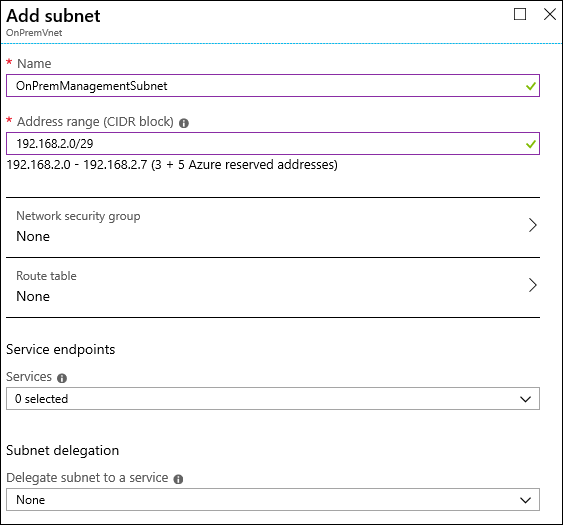 Add subnet
OnPremVnet
* Name
OnPremManagementSubnet
* Address range (CIDR block)
192.168.2.0/29
192.168.2.0 - 192.168.2.7 (3 + 5 Azure reserved addresses)
Network security group
None
Route table
None
Service endpoints
Services
0 selected
Subnet delegation
Delegate subnet to a service
None